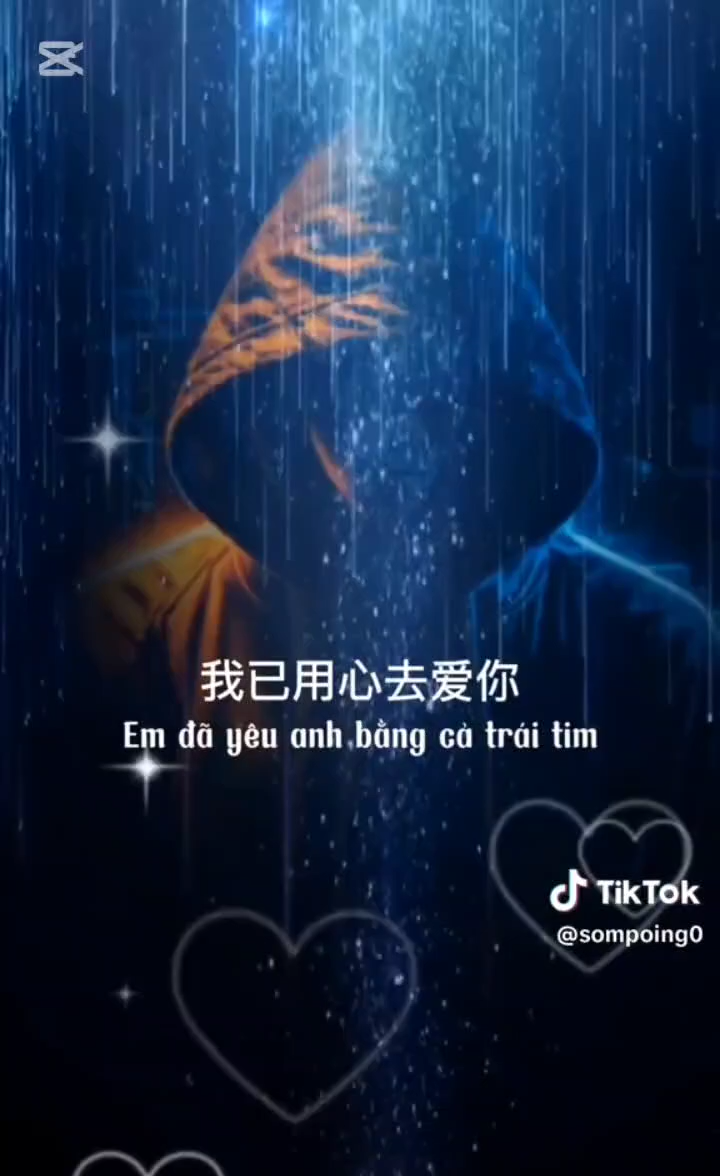 我已用心去爱你
Em đã yêu anh bằng cả trái tim
TikTok
@sompoing0